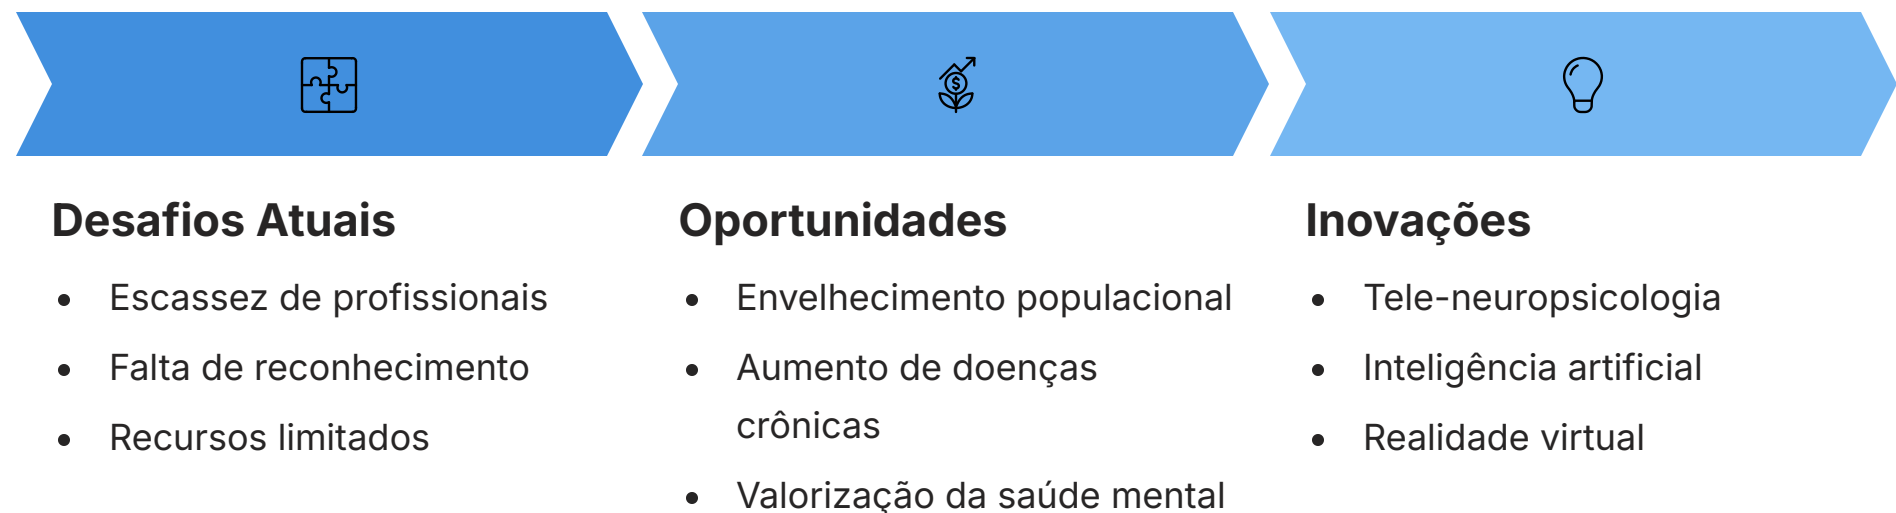 Desafios Atuais
• Escassez de profissionais
• Falta de reconhecimento
• Recursos limitados
$
Oportunidades
• Envelhecimento populacional
• Aumento de doenças
crônicas
• Valorização da saúde mental
Inovações
• Tele-neuropsicologia
• Inteligência artificial
• Realidade virtual